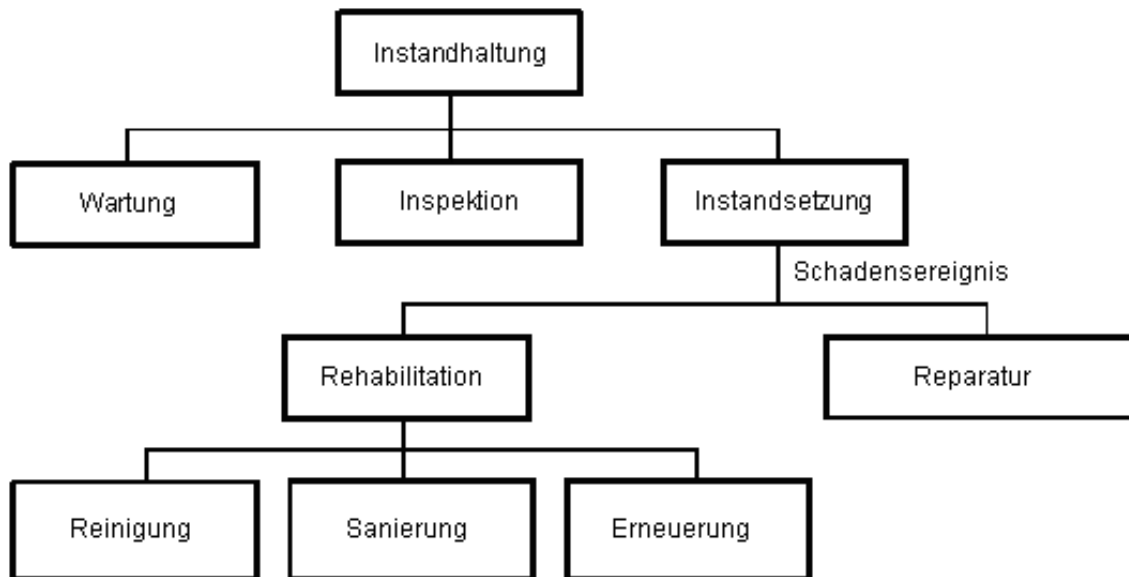 Instandhaltung
Wartung
Inspektion
Instandsetzung
Schadensereignis
Rehabilitation
Reparatur
Reinigung
Sanierung
Erneuerung